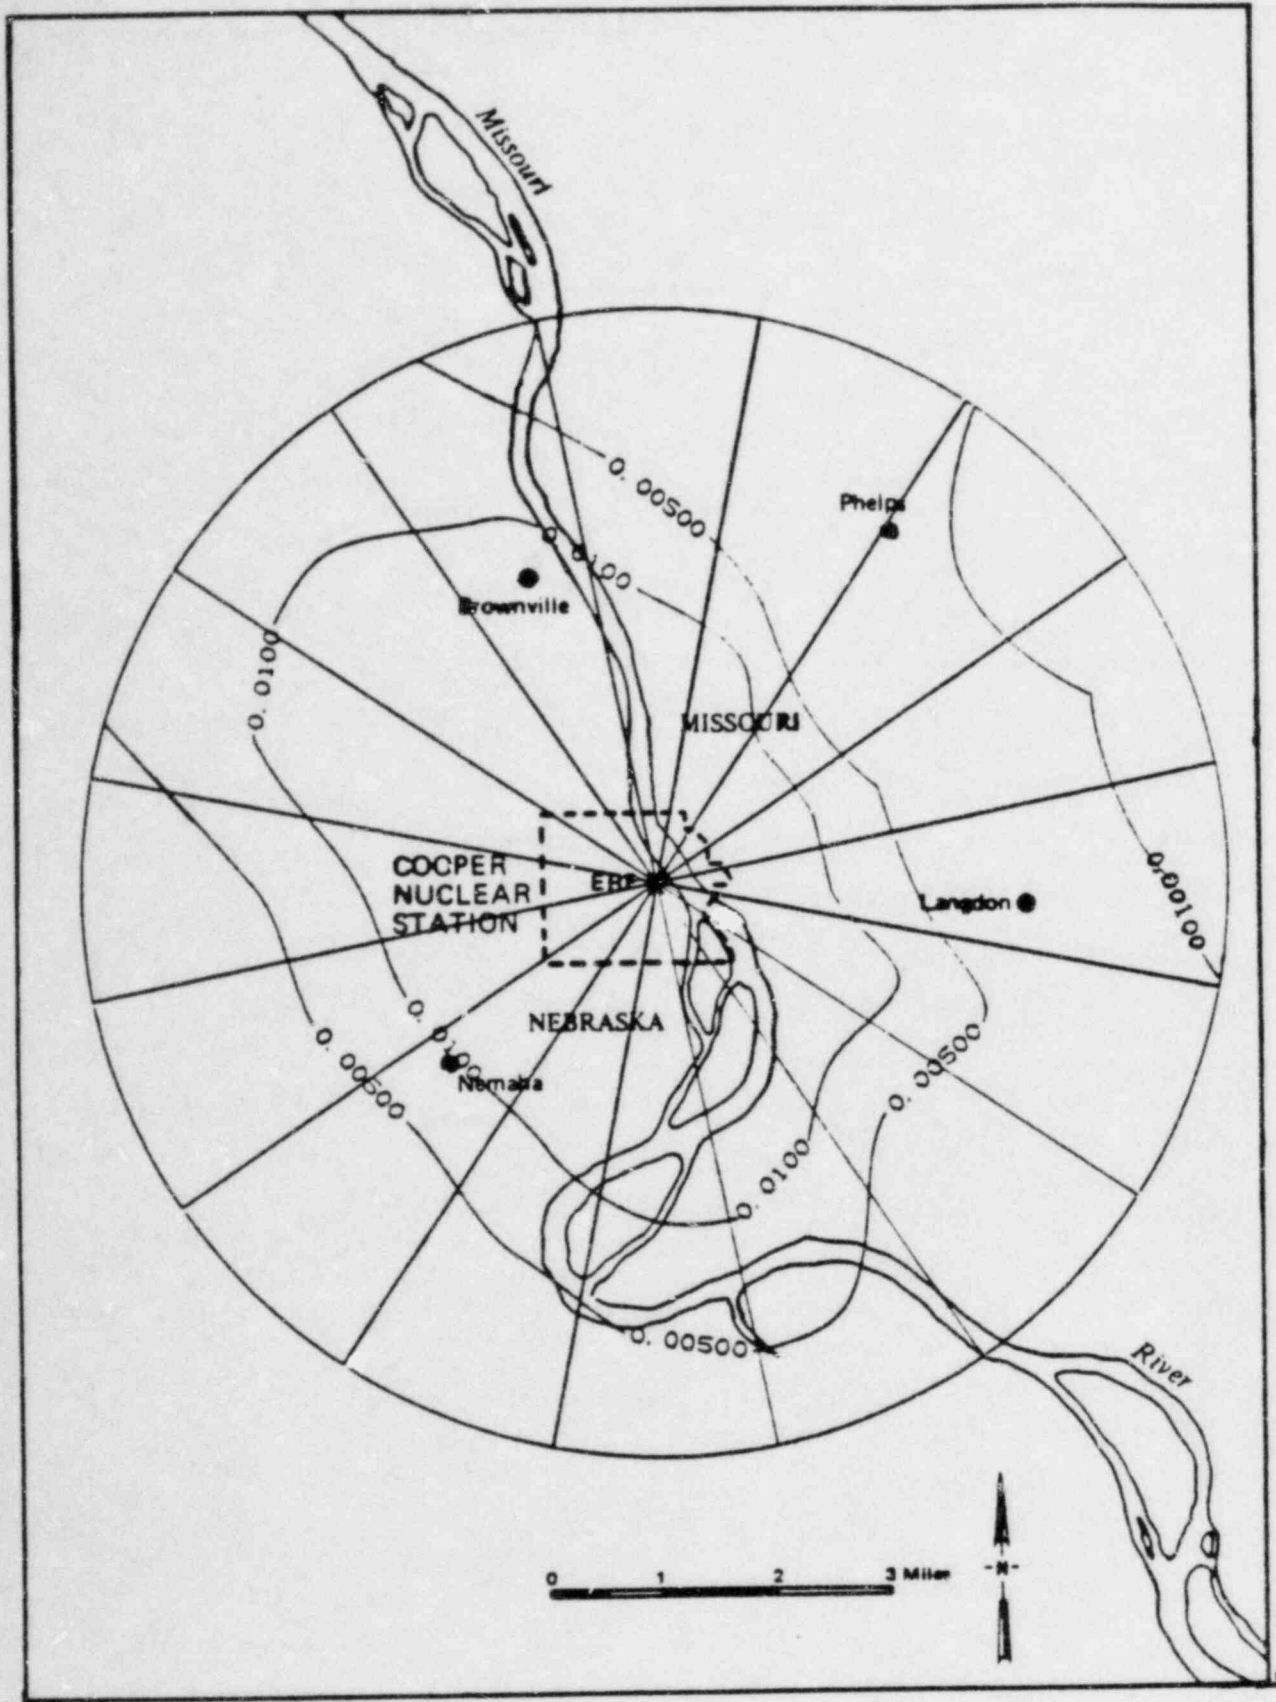 Missouri
0. 00500
Phelps
0. 0100
Brownville
0. 0100
MISSOURI
COOPER
NUCLEAR
STATION
Langdon
0.00100
0. 0100
NEBRASKA
0. 00500
Nemaha
0. 00500
0. 0100
0. 00500
River
0 1 2 3 Miles
-N-